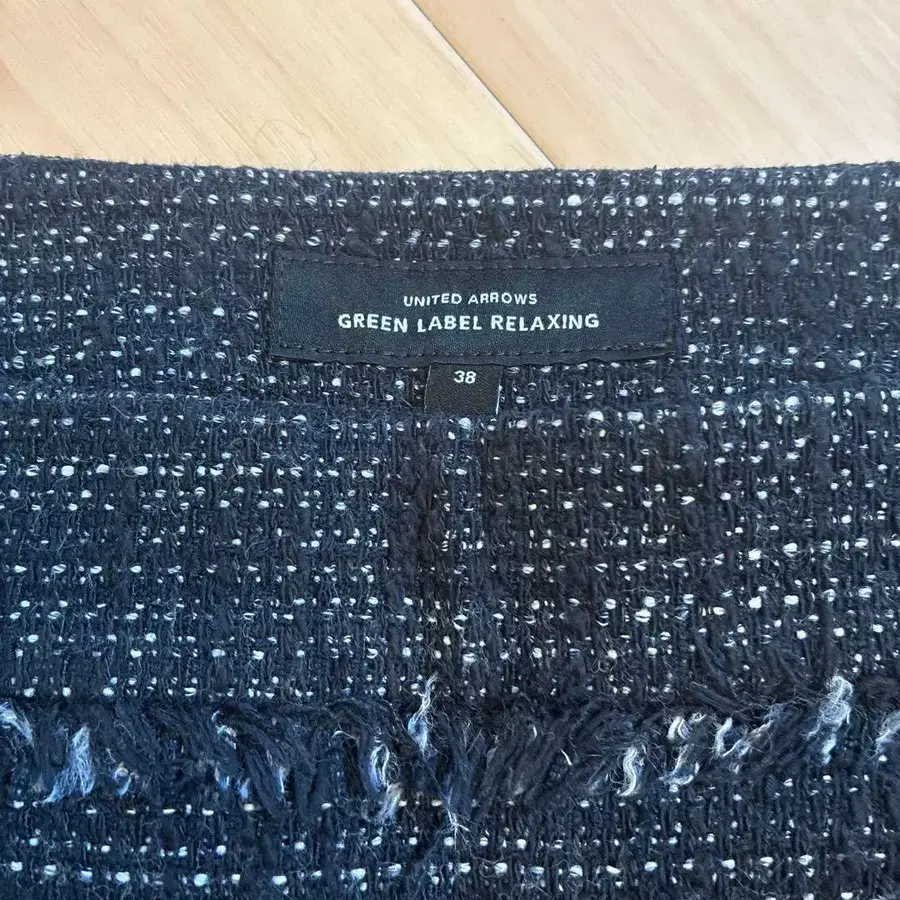 UNITED ARROWS
GREEN LABEL RELAXING
38